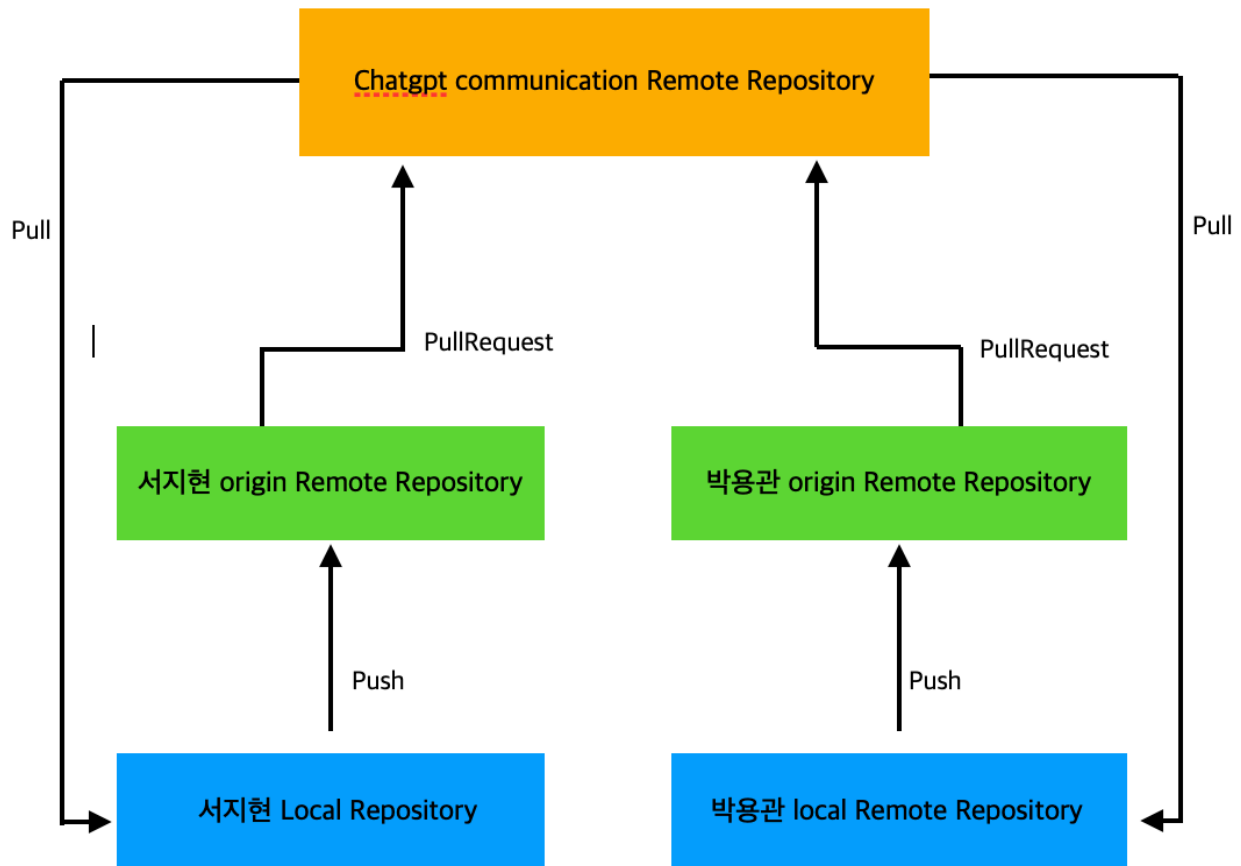 Chatgpt communication Remote Repository
Pull
Pull
PullRequest
PullRequest
서지현 origin Remote Repository
박용관 origin Remote Repository
Push
Push
서지현 Local Repository
박용관 local Remote Repository